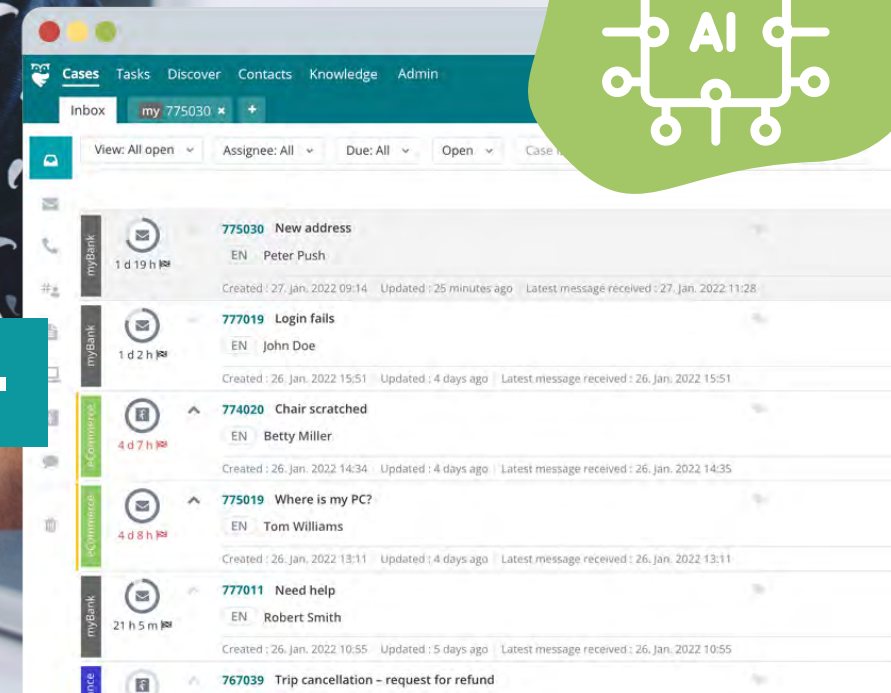 AI
Cases Tasks Discover Contacts Knowledge Admin
Inbox my 775030 × +
View: All open Assignee: All Due: All Open Case
myBank
1 d 19 h
775030 New address
EN Peter Push
Created : 27. Jan. 2022 09:14 Updated : 25 minutes ago Latest message received : 27. Jan. 2022 11:28
myBank
1 d 2 h
777019 Login fails
EN John Doe
Created : 26. Jan. 2022 15:51 Updated : 4 days ago Latest message received : 26. Jan. 2022 15:51
eCommerce
4 d 7 h
774020 Chair scratched
EN Betty Miller
Created : 26. Jan. 2022 14:34 Updated : 4 days ago Latest message received : 26. Jan. 2022 14:35
eCommerce
4 d 8 h
775019 Where is my PC?
EN Tom Williams
Created : 26. Jan. 2022 13:11 Updated : 4 days ago Latest message received : 26. Jan. 2022 13:11
myBank
21 h 5 m
777011 Need help
EN Robert Smith
Created : 26. Jan. 2022 10:55 Updated : 5 days ago Latest message received : 26. Jan. 2022 10:55
767039 Trip cancellation – request for refund